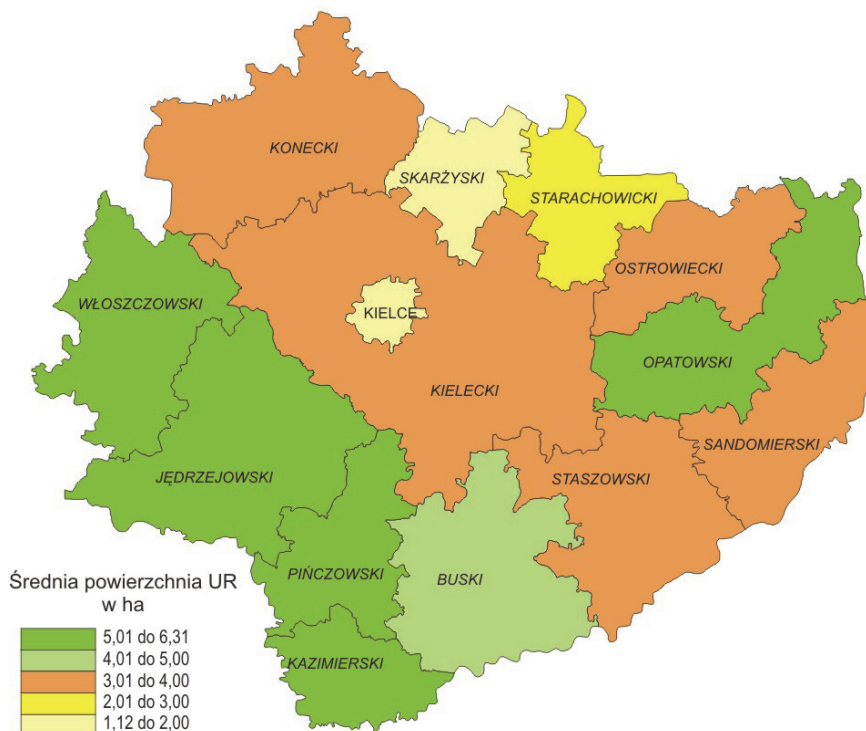 KONECKI
SKARŻYSKI
STARACHOWICKI
OSTROWIECKI
WŁOSZCZOWSKI
KIELCE
OPATOWSKI
KIELECKI
SANDOMIERSKI
JĘDRZEJOWSKI
STASZOWSKI
PIŃCZOWSKI
BUSKI
KAZIMIERSKI
Średnia powierzchnia UR
w ha
5,01 do 6,31
4,01 do 5,00
3,01 do 4,00
2,01 do 3,00
1,12 do 2,00